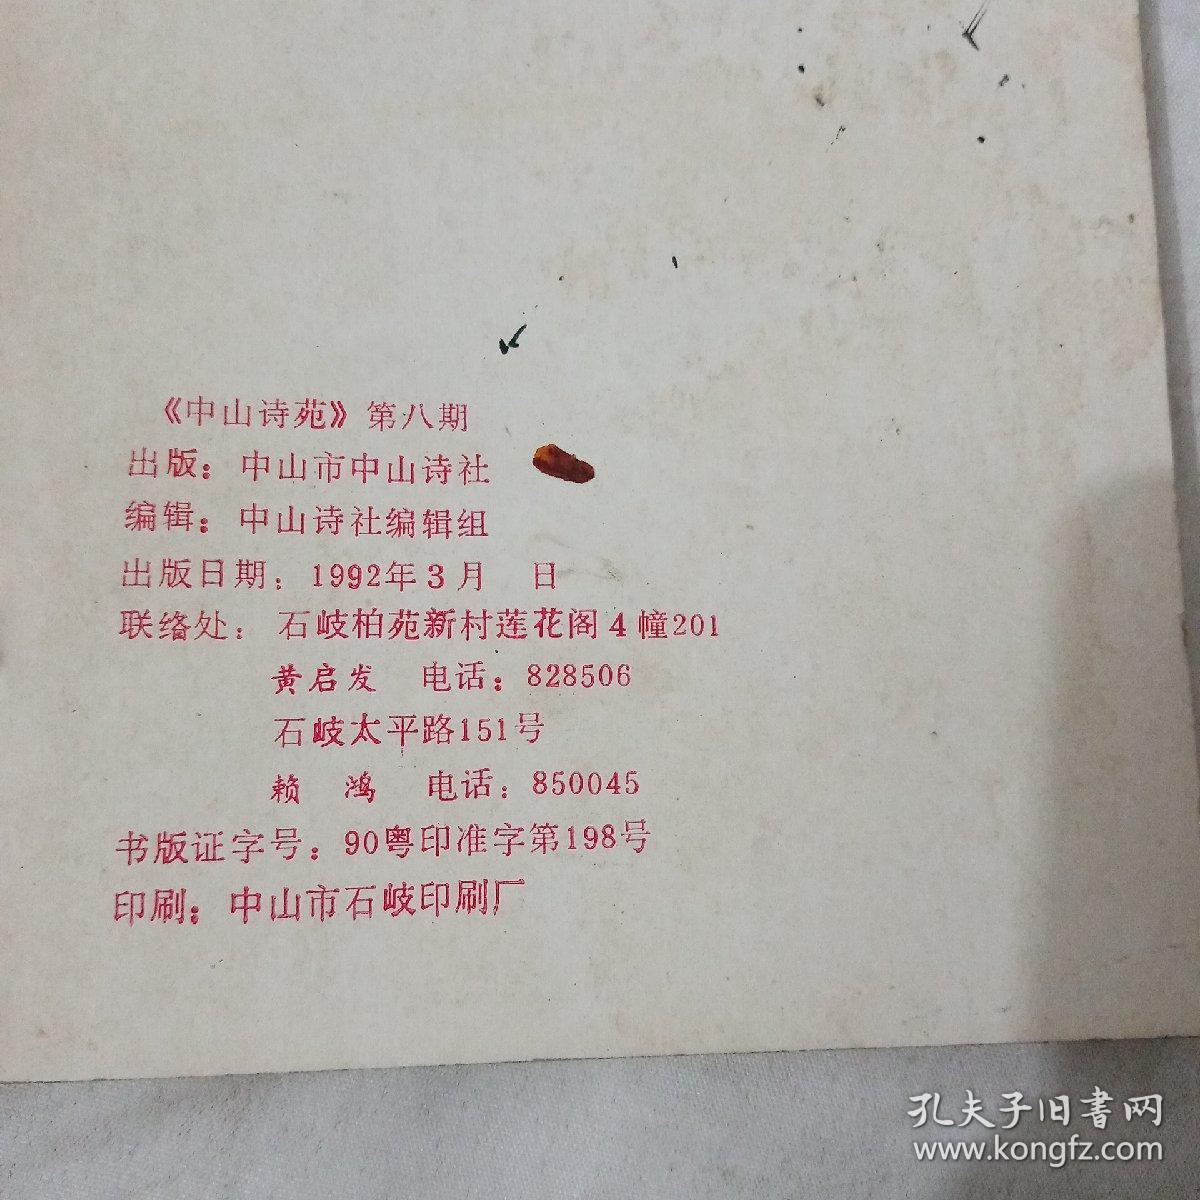 《中山诗苑》第八期
出版：中山市中山诗社
编辑：中山诗社编辑组
出版日期：1992年3月 日
联络处：石岐柏苑新村莲花阁4幢201
黄启发 电话：828506
石岐太平路151号
赖 鸿 电话：850045
书版证字号：90粤印准字第198号
印刷：中山市石岐印刷厂
孔夫子旧書网
www.kongfz.com